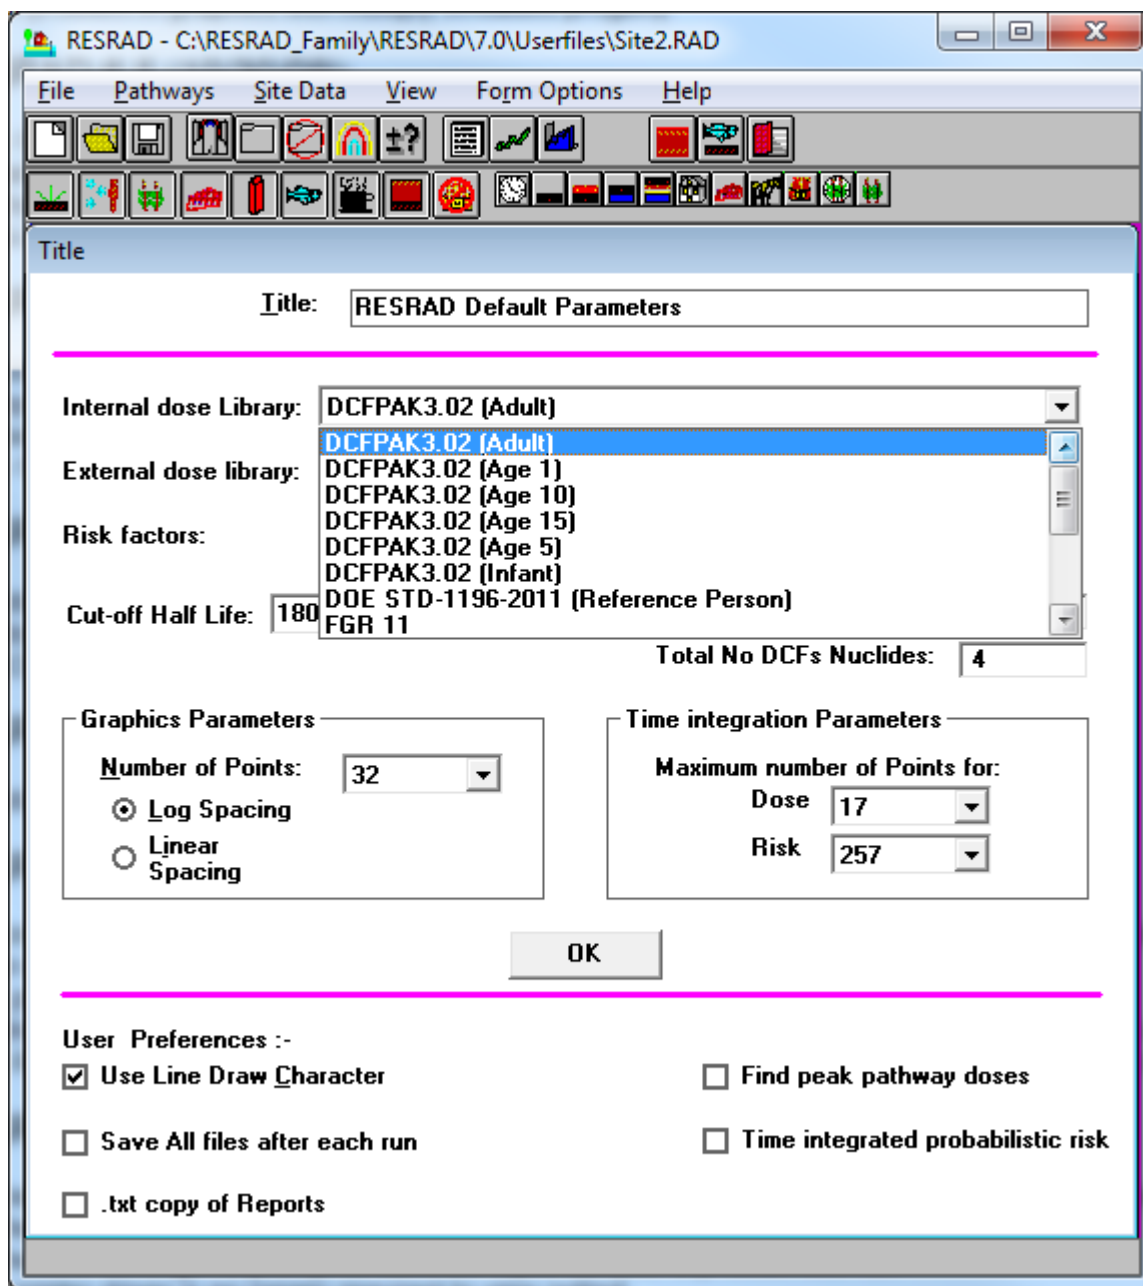 RESRAD - C:\RESRAD_Family\RESRAD\7.0\Userfiles\Site2.RAD
File Pathways Site Data View Form Options Help
±?
Title
Title: RESRAD Default Parameters
Internal dose Library: DCFPAK3.02 (Adult)
DCFPAK3.02 (Adult)
External dose library: DCFPAK3.02 (Age 1)
DCFPAK3.02 (Age 10)
DCFPAK3.02 (Age 15)
Risk factors: DCFPAK3.02 (Age 5)
DCFPAK3.02 (Infant)
DOE STD-1196-2011 (Reference Person)
Cut-off Half Life: 180 FGR 11
Total No DCFs Nuclides: 4
Graphics Parameters
Number of Points: 32
Log Spacing
Linear
Spacing
Time integration Parameters
Maximum number of Points for:
Dose 17
Risk 257
OK
User Preferences :-
Use Line Draw Character
Find peak pathway doses
Save All files after each run
Time integrated probabilistic risk
.txt copy of Reports